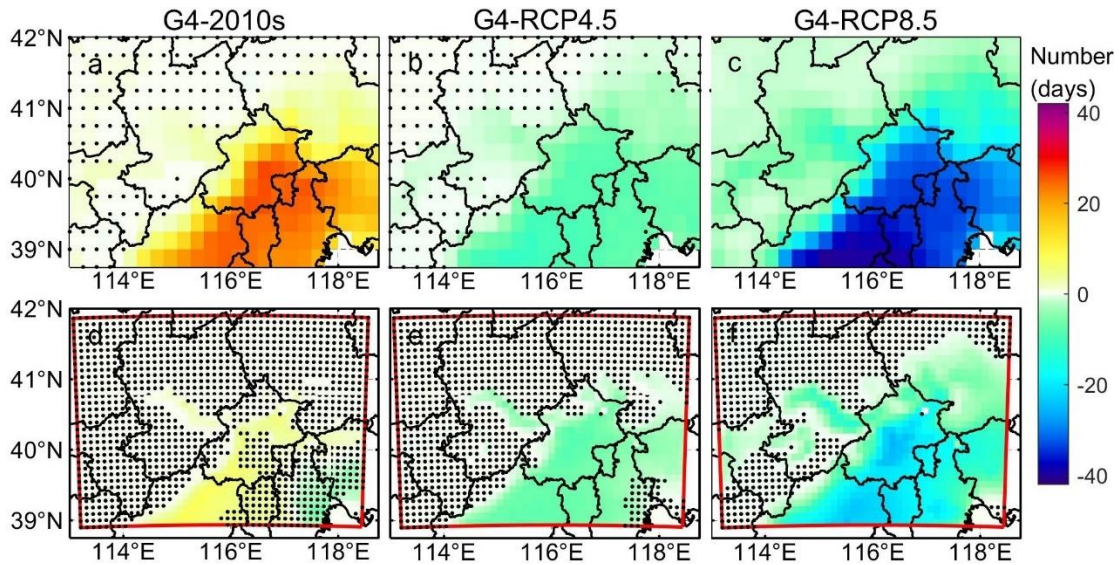 G4-2010s G4-RCP4.5 G4-RCP8.5
42°N a b c Number
(days)
41°N 40
40°N 20
39°N
114°E 116°E 118°E 114°E 116°E 118°E 114°E 116°E 118°E 0
42°N d e f
41°N -20
40°N
39°N -40
114°E 116°E 118°E 114°E 116°E 118°E 114°E 116°E 118°E